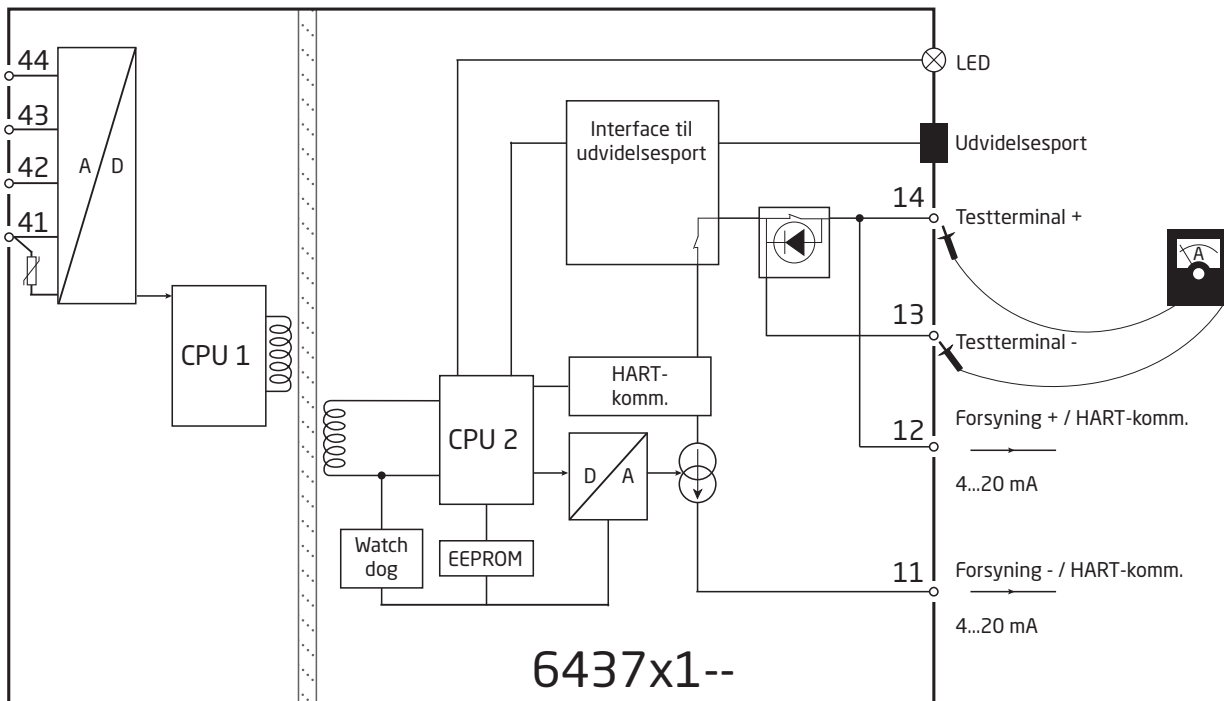 44
43
42
41
A
D
CPU 1
LED
Interface til
udvidelsesport
Udvidelsesport
14
Testterminal +
A
13
Testterminal -
HART-
komm.
CPU 2
12
Forsyning + / HART-komm.
4...20 mA
D
A
Watch
dog
EEPROM
11
Forsyning - / HART-komm.
4...20 mA
6437x1--